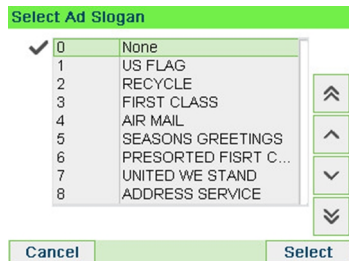 Select Ad Slogan
0 None
1 US FLAG
2 RECYCLE
3 FIRST CLASS
4 AIR MAIL
5 SEASONS GREETINGS
6 PRESORTED FISRT C...
7 UNITED WE STAND
8 ADDRESS SERVICE
Cancel Select